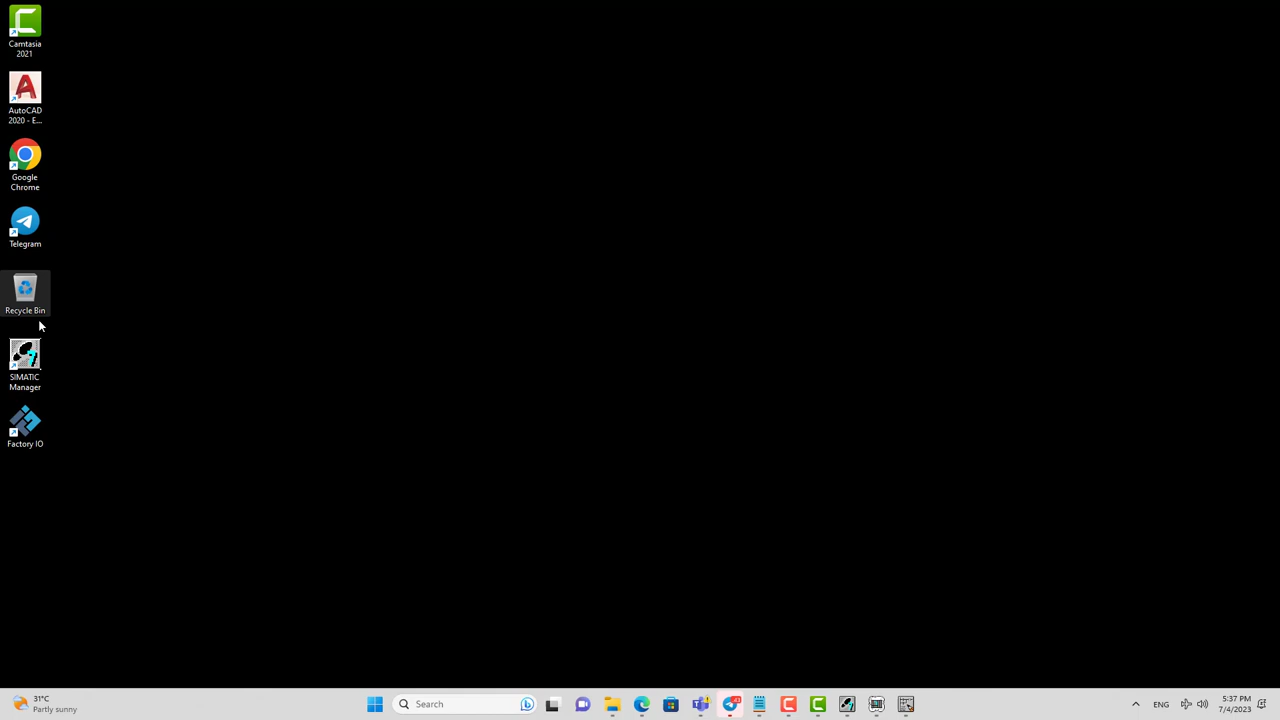 Camtasia
2021
AutoCAD
2020 - E...
Google
Chrome
Telegram
Recycle Bin
SIMATIC
Manager
Factory IO
31°C
Partly sunny
Search
ENG
5:37 PM
7/4/2023